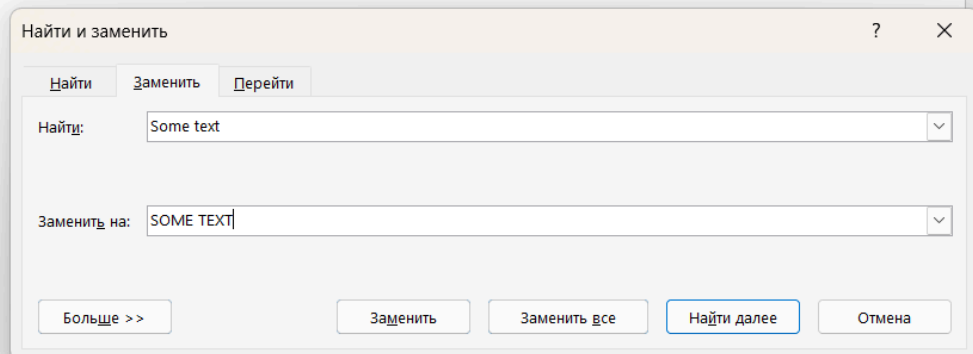 Найти и заменить ?
Найти Заменить Перейти
Найти: Some text
Заменить на: SOME TEXT
Больше >> Заменить Заменить все Найти далее Отмена